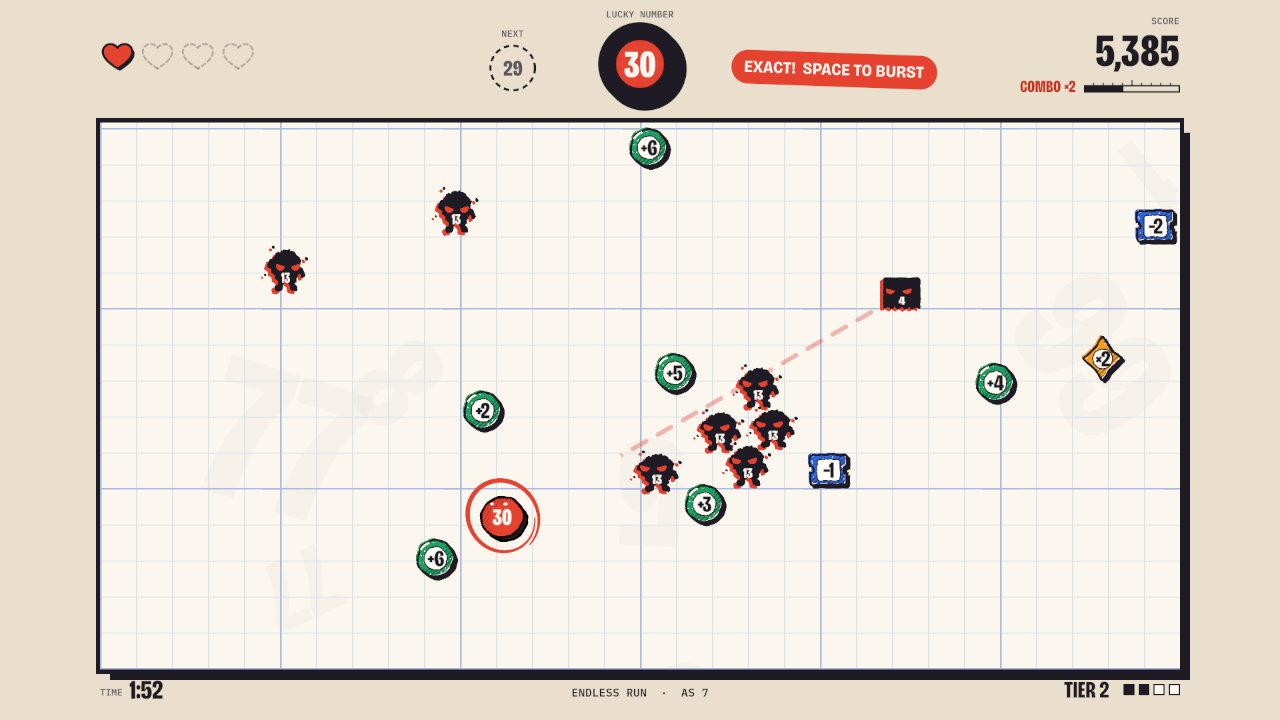 LUCKY NUMBER
NEXT
29
30
EXACT! SPACE TO BURST
SCORE
5,385
COMBO ×2
+6
13
-2
13
4
+5
+2
+4
×2
13
13
13
-1
13
13
+3
30
+6
TIME 1:52
ENDLESS RUN · AS 7
TIER 2